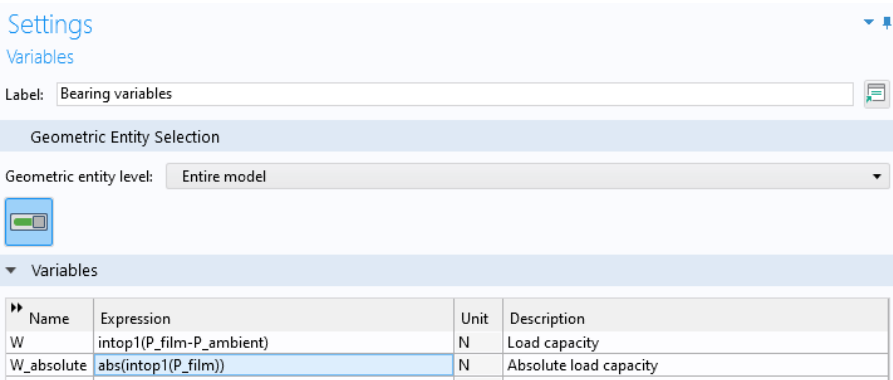 Settings
Variables
Label: Bearing variables
Geometric Entity Selection
Geometric entity level: Entire model
Variables
Name Expression Unit Description
W intop1(P_film-P_ambient) N Load capacity
W_absolute abs(intop1(P_film)) N Absolute load capacity